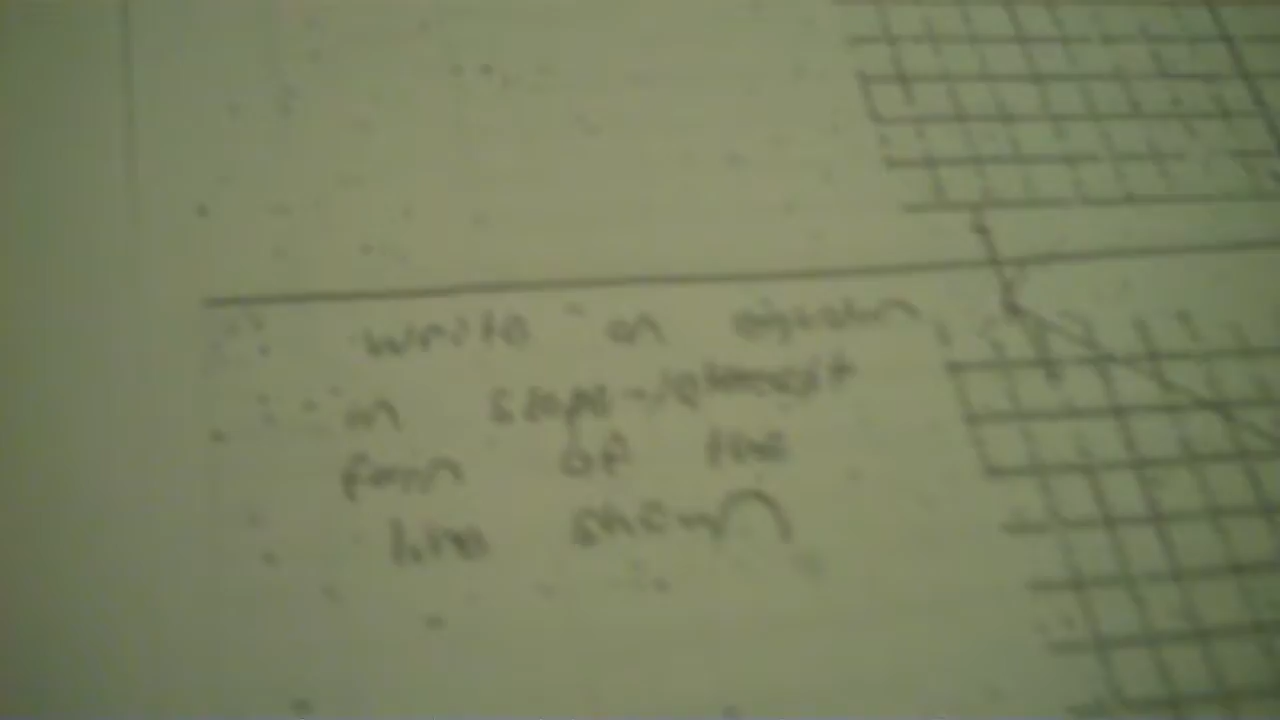 write an equation
in slope-intercept
form of the
line shown